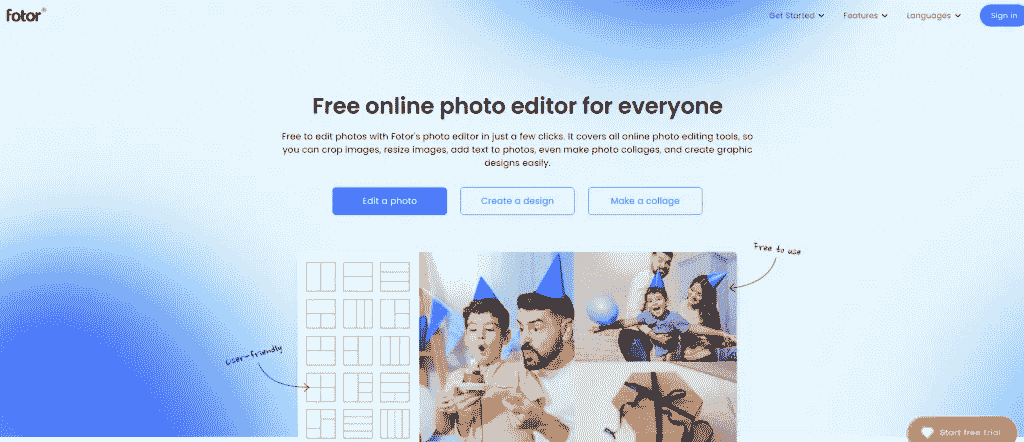 fotor®
Get Started
Features
Languages
Sign in
Free online photo editor for everyone
Free to edit photos with Fotor's photo editor in just a few clicks. It covers all online photo editing tools, so
you can crop images, resize images, add text to photos, even make photo collages, and create graphic
designs easily.
Edit a photo
Create a design
Make a collage
Free to use
user-friendly
Start free trial